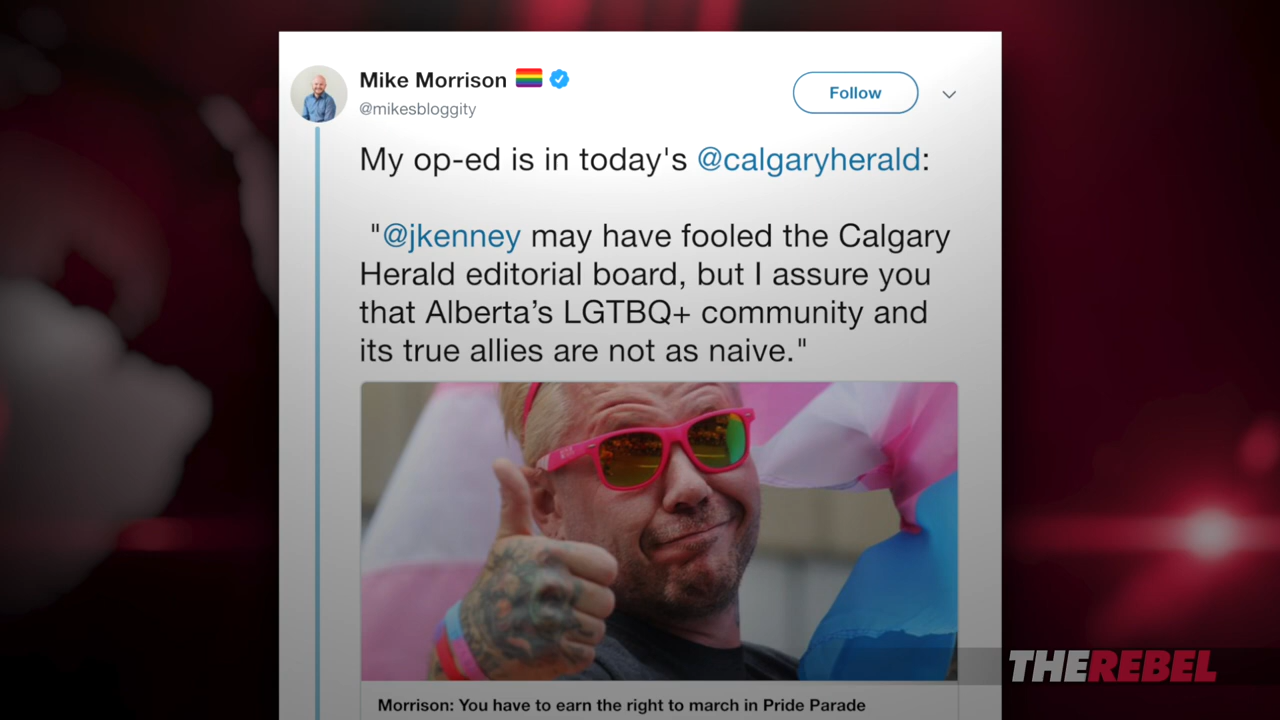 Mike Morrison
@mikesbloggity
Follow
My op-ed is in today's @calgaryherald:
"@jkenney may have fooled the Calgary
Herald editorial board, but I assure you
that Alberta’s LGTBQ+ community and
its true allies are not as naive."
Morrison: You have to earn the right to march in Pride Parade
THEREBEL